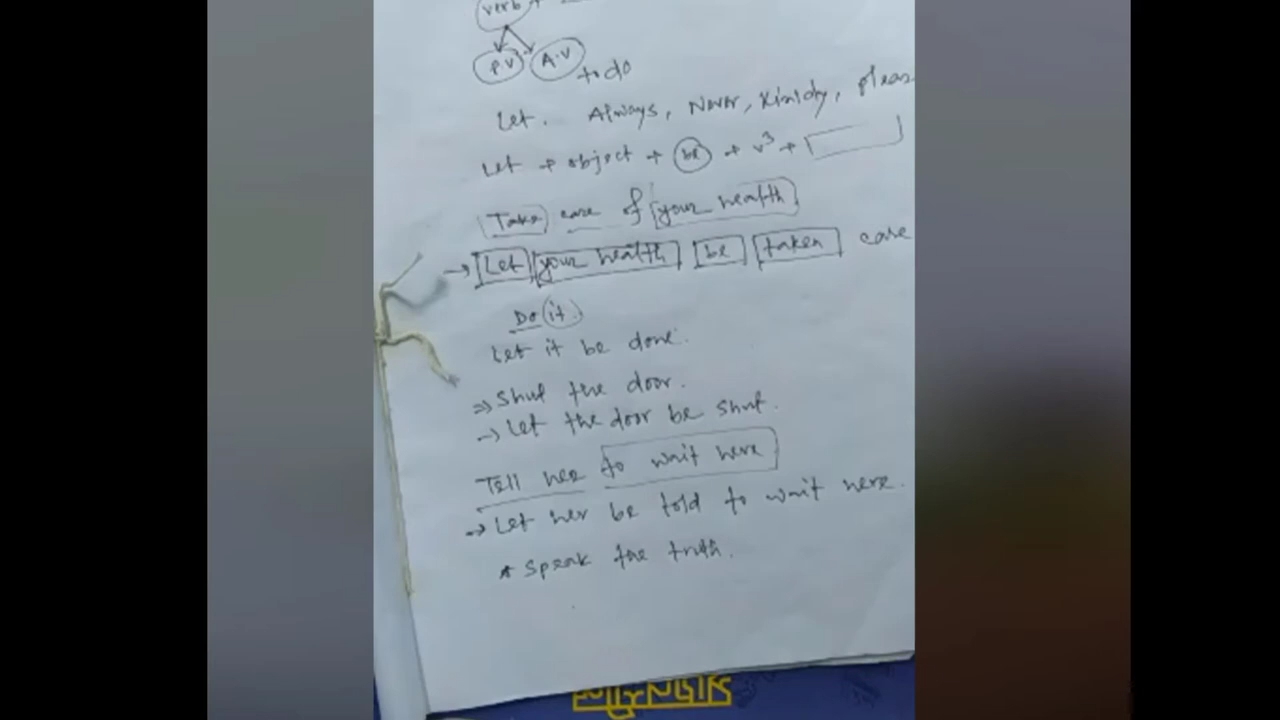 verb +
P.V A.V
to do
Let. Always, Never, Kindly, pleas
Let + object + be + v³ +
Take care of your health
→ Let your health be taken care
Do it.
Let it be done.
⇒ Shut the door.
→ Let the door be shut.
Tell her to wait here
→ Let her be told to wait here.
* Speak the truth.